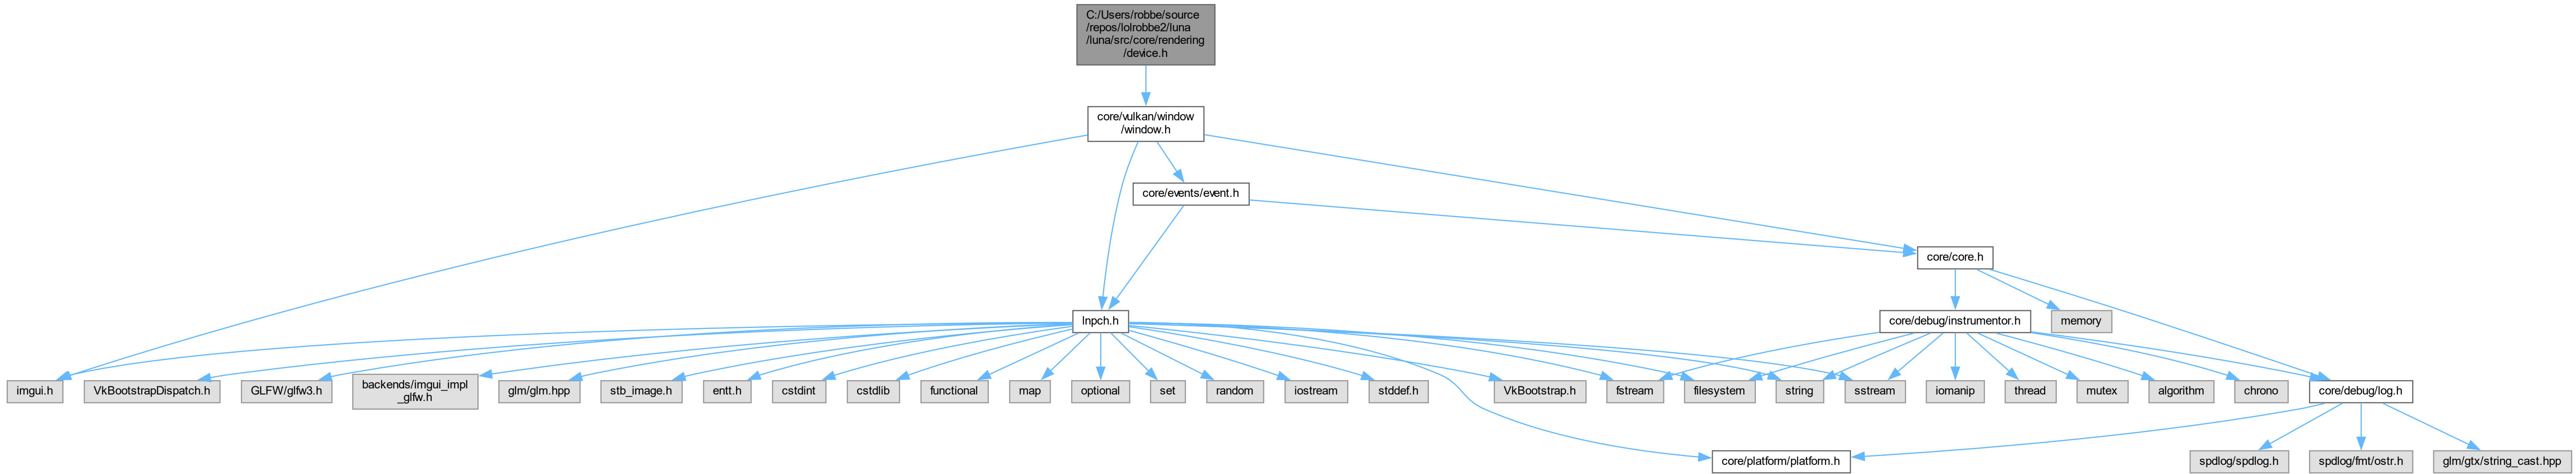 C:/Users/robbe/source
/repos/lolrobbe2/luna
/luna/src/core/rendering
/device.h
core/vulkan/window
/window.h
core/events/event.h
core/core.h
lnpch.h
core/debug/instrumentor.h
memory
imgui.h
VkBootstrapDispatch.h
GLFW/glfw3.h
backends/imgui_impl
_glfw.h
glm/glm.hpp
stb_image.h
entt.h
cstdint
cstdlib
functional
map
optional
set
random
iostream
stddef.h
VkBootstrap.h
fstream
filesystem
string
sstream
iomanip
thread
mutex
algorithm
chrono
core/debug/log.h
core/platform/platform.h
spdlog/spdlog.h
spdlog/fmt/ostr.h
glm/gtx/string_cast.hpp